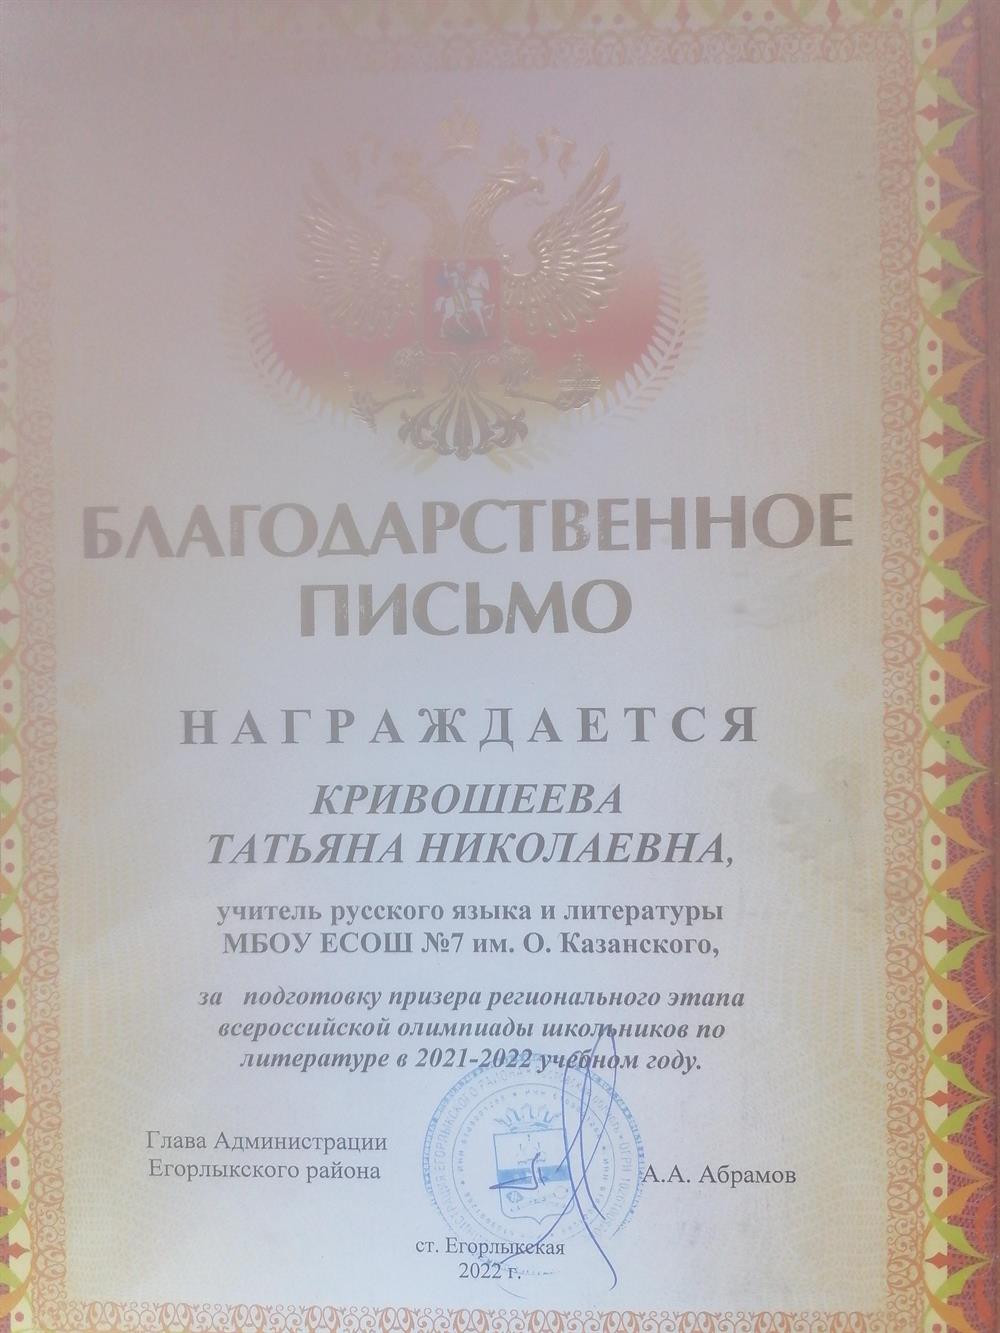 БЛАГОДАРСТВЕННОЕ
ПИСЬМО
НАГРАЖДАЕТСЯ
КРИВОШЕЕВА
ТАТЬЯНА НИКОЛАЕВНА,
учитель русского языка и литературы
МБОУ ЕСОШ №7 им. О. Казанского,
за подготовку призера регионального этапа
всероссийской олимпиады школьников по
литературе в 2021-2022 учебном году.
Глава Администрации
Егорлыкского района
А.А. Абрамов
ст. Егорлыкская
2022 г.